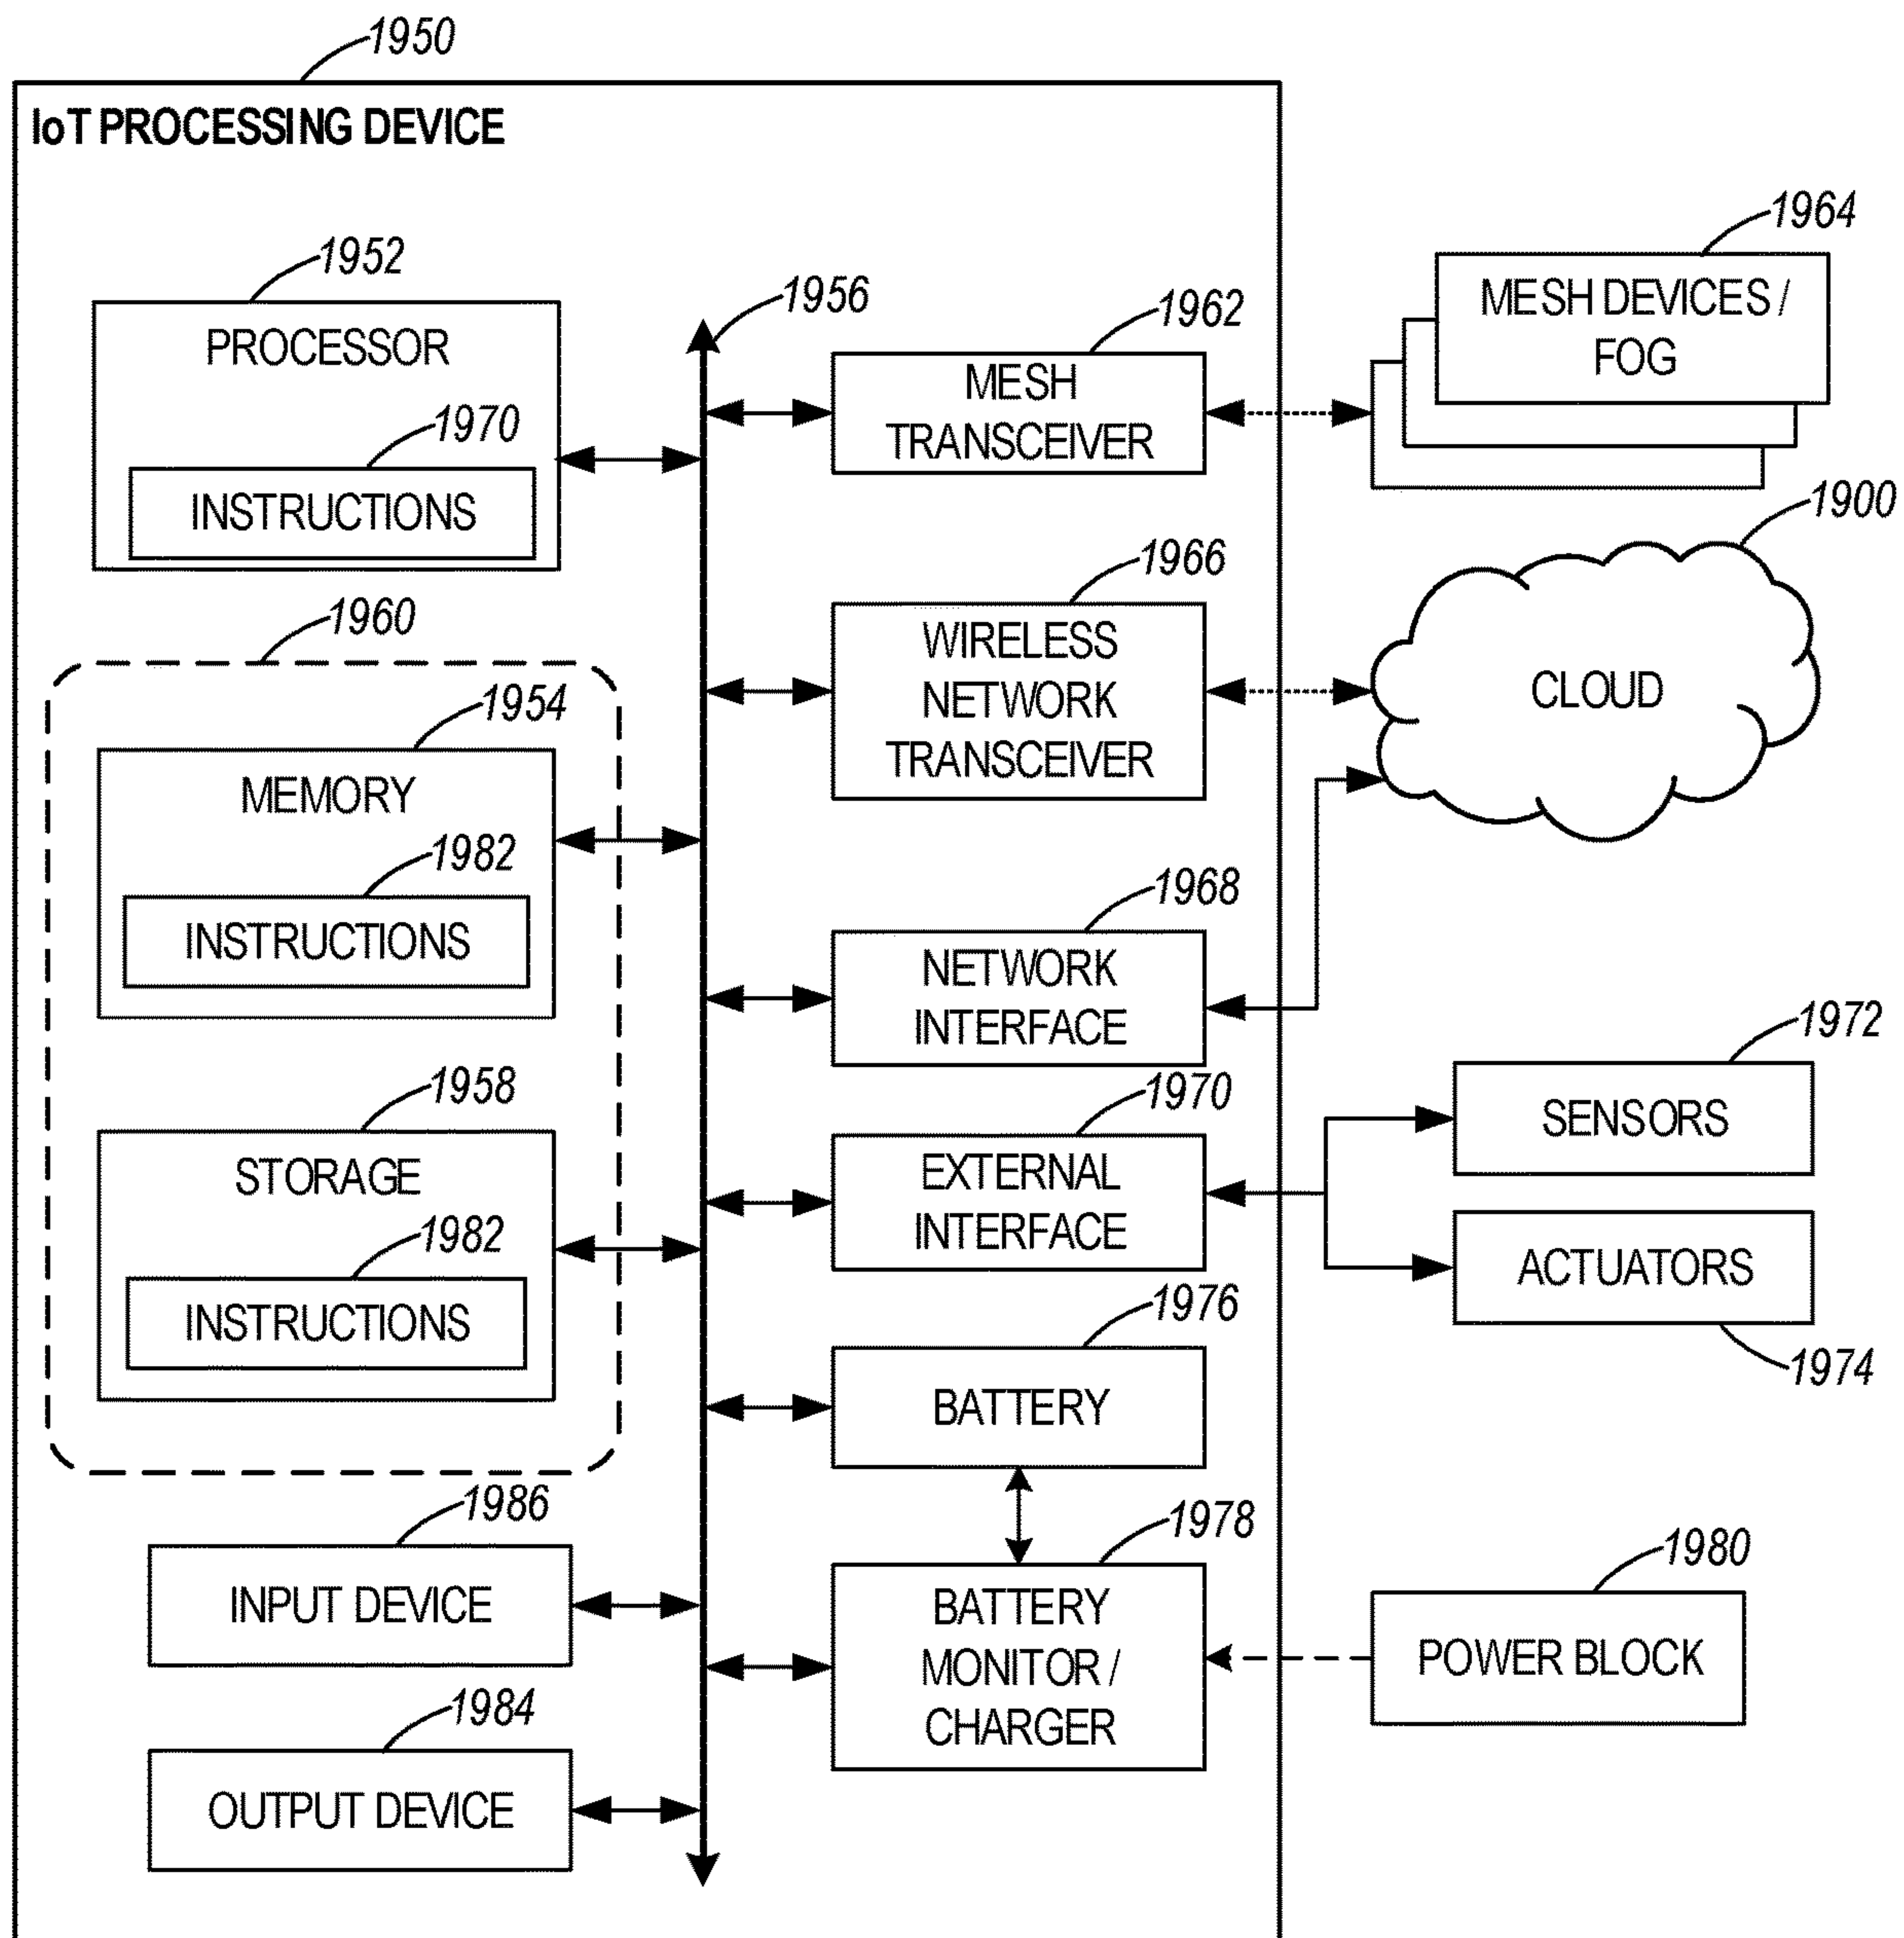 1950
IoT PROCESSING DEVICE
1952
PROCESSOR
1970
INSTRUCTIONS
1960
1954
MEMORY
1982
INSTRUCTIONS
1958
STORAGE
1982
INSTRUCTIONS
1986
INPUT DEVICE
1984
OUTPUT DEVICE
1956
1962
MESH
TRANSCEIVER
1966
WIRELESS
NETWORK
TRANSCEIVER
1968
NETWORK
INTERFACE
1970
EXTERNAL
INTERFACE
1976
BATTERY
1978
BATTERY
MONITOR /
CHARGER
1964
MESH DEVICES /
FOG
1900
CLOUD
1972
SENSORS
ACTUATORS
1974
1980
POWER BLOCK